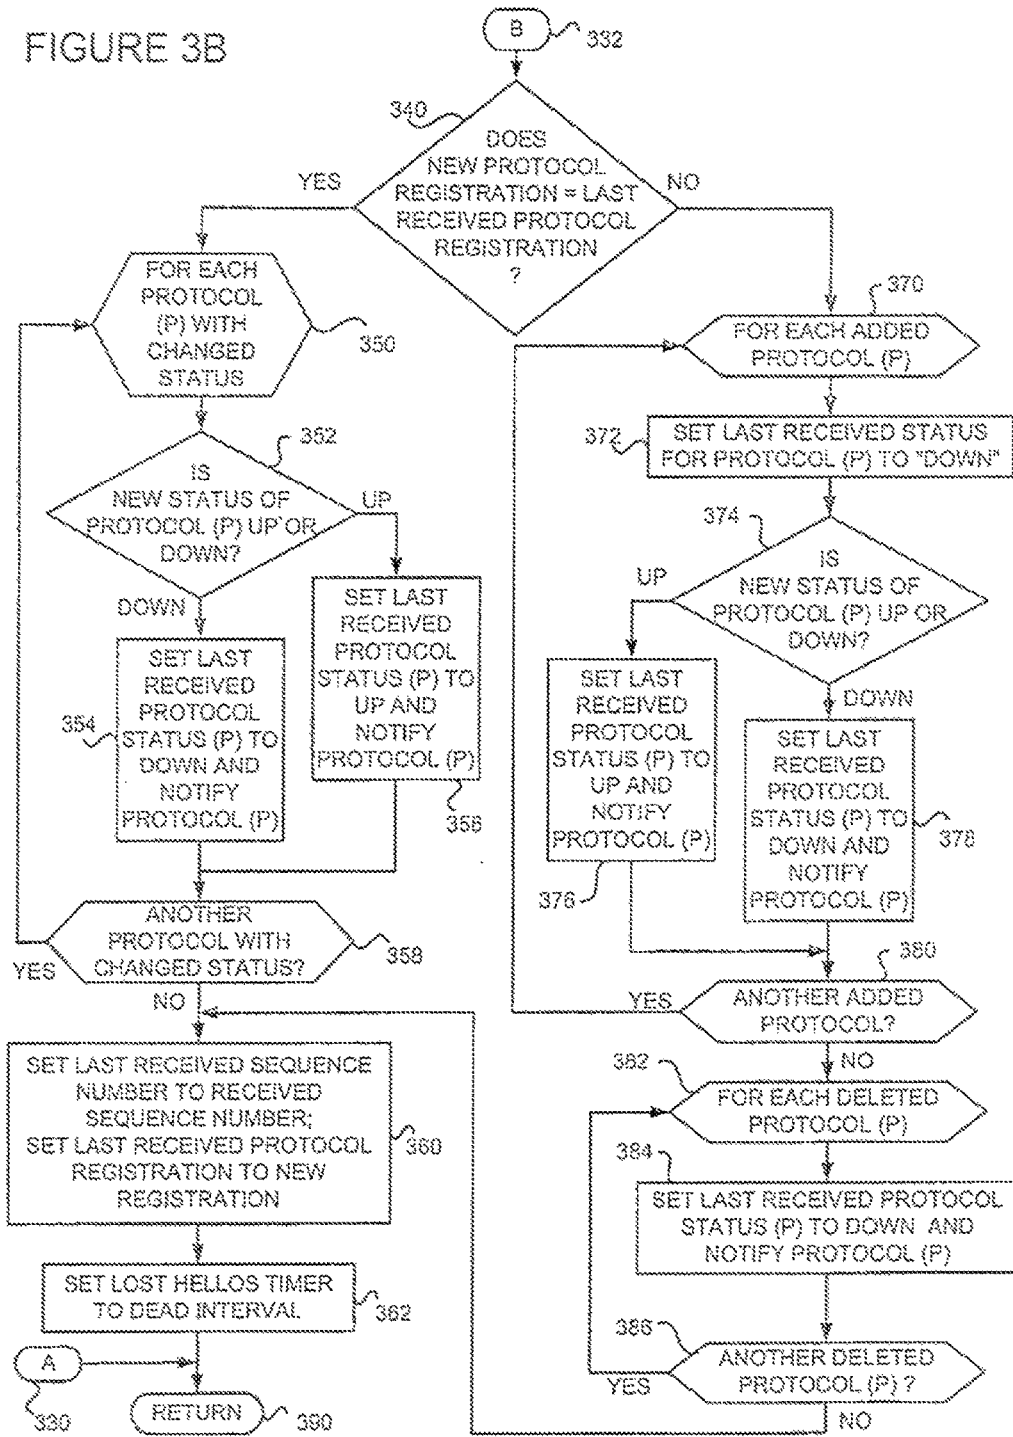 FIGURE 3B
B
332
340
DOES
NEW PROTOCOL
REGISTRATION = LAST
RECEIVED PROTOCOL
REGISTRATION
?
YES
NO
FOR EACH
PROTOCOL
(P) WITH
CHANGED
STATUS
350
352
IS
NEW STATUS OF
PROTOCOL (P) UP OR
DOWN?
UP
DOWN
SET LAST
RECEIVED
PROTOCOL
STATUS (P) TO
DOWN AND
NOTIFY
PROTOCOL (P)
354
SET LAST
RECEIVED
PROTOCOL
STATUS (P) TO
UP AND
NOTIFY
PROTOCOL (P)
356
ANOTHER
PROTOCOL WITH
CHANGED STATUS?
358
YES
NO
SET LAST RECEIVED SEQUENCE
NUMBER TO RECEIVED
SEQUENCE NUMBER;
SET LAST RECEIVED PROTOCOL
REGISTRATION TO NEW
REGISTRATION
360
SET LOST HELLOS TIMER
TO DEAD INTERVAL
362
A
330
RETURN
390
370
FOR EACH ADDED
PROTOCOL (P)
372
SET LAST RECEIVED STATUS
FOR PROTOCOL (P) TO "DOWN"
374
IS
NEW STATUS OF
PROTOCOL (P) UP OR
DOWN?
UP
DOWN
SET LAST
RECEIVED
PROTOCOL
STATUS (P) TO
UP AND
NOTIFY
PROTOCOL (P)
376
SET LAST
RECEIVED
PROTOCOL
STATUS (P) TO
DOWN AND
NOTIFY
PROTOCOL (P)
378
380
ANOTHER ADDED
PROTOCOL?
YES
NO
382
FOR EACH DELETED
PROTOCOL (P)
384
SET LAST RECEIVED PROTOCOL
STATUS (P) TO DOWN AND
NOTIFY PROTOCOL (P)
386
ANOTHER DELETED
PROTOCOL (P) ?
YES
NO